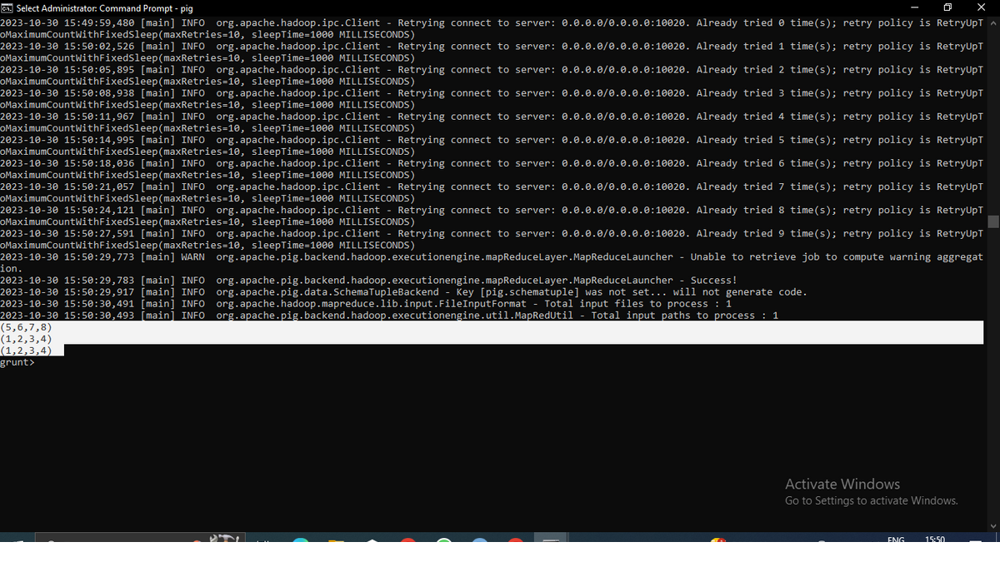 Select Administrator: Command Prompt - pig
2023-10-30 15:49:59,480 [main] INFO  org.apache.hadoop.ipc.Client - Retrying connect to server: 0.0.0.0/0.0.0.0:10020. Already tried 0 time(s); retry policy is RetryUpT
oMaximumCountWithFixedSleep(maxRetries=10, sleepTime=1000 MILLISECONDS)
2023-10-30 15:50:02,526 [main] INFO  org.apache.hadoop.ipc.Client - Retrying connect to server: 0.0.0.0/0.0.0.0:10020. Already tried 1 time(s); retry policy is RetryUpT
oMaximumCountWithFixedSleep(maxRetries=10, sleepTime=1000 MILLISECONDS)
2023-10-30 15:50:05,895 [main] INFO  org.apache.hadoop.ipc.Client - Retrying connect to server: 0.0.0.0/0.0.0.0:10020. Already tried 2 time(s); retry policy is RetryUpT
oMaximumCountWithFixedSleep(maxRetries=10, sleepTime=1000 MILLISECONDS)
2023-10-30 15:50:08,938 [main] INFO  org.apache.hadoop.ipc.Client - Retrying connect to server: 0.0.0.0/0.0.0.0:10020. Already tried 3 time(s); retry policy is RetryUpT
oMaximumCountWithFixedSleep(maxRetries=10, sleepTime=1000 MILLISECONDS)
2023-10-30 15:50:11,967 [main] INFO  org.apache.hadoop.ipc.Client - Retrying connect to server: 0.0.0.0/0.0.0.0:10020. Already tried 4 time(s); retry policy is RetryUpT
oMaximumCountWithFixedSleep(maxRetries=10, sleepTime=1000 MILLISECONDS)
2023-10-30 15:50:14,995 [main] INFO  org.apache.hadoop.ipc.Client - Retrying connect to server: 0.0.0.0/0.0.0.0:10020. Already tried 5 time(s); retry policy is RetryUpT
oMaximumCountWithFixedSleep(maxRetries=10, sleepTime=1000 MILLISECONDS)
2023-10-30 15:50:18,036 [main] INFO  org.apache.hadoop.ipc.Client - Retrying connect to server: 0.0.0.0/0.0.0.0:10020. Already tried 6 time(s); retry policy is RetryUpT
oMaximumCountWithFixedSleep(maxRetries=10, sleepTime=1000 MILLISECONDS)
2023-10-30 15:50:21,057 [main] INFO  org.apache.hadoop.ipc.Client - Retrying connect to server: 0.0.0.0/0.0.0.0:10020. Already tried 7 time(s); retry policy is RetryUpT
oMaximumCountWithFixedSleep(maxRetries=10, sleepTime=1000 MILLISECONDS)
2023-10-30 15:50:24,121 [main] INFO  org.apache.hadoop.ipc.Client - Retrying connect to server: 0.0.0.0/0.0.0.0:10020. Already tried 8 time(s); retry policy is RetryUpT
oMaximumCountWithFixedSleep(maxRetries=10, sleepTime=1000 MILLISECONDS)
2023-10-30 15:50:27,591 [main] INFO  org.apache.hadoop.ipc.Client - Retrying connect to server: 0.0.0.0/0.0.0.0:10020. Already tried 9 time(s); retry policy is RetryUpT
oMaximumCountWithFixedSleep(maxRetries=10, sleepTime=1000 MILLISECONDS)
2023-10-30 15:50:29,773 [main] WARN  org.apache.pig.backend.hadoop.executionengine.mapReduceLayer.MapReduceLauncher - Unable to retrieve job to compute warning aggregat
ion.
2023-10-30 15:50:29,783 [main] INFO  org.apache.pig.backend.hadoop.executionengine.mapReduceLayer.MapReduceLauncher - Success!
2023-10-30 15:50:29,917 [main] INFO  org.apache.pig.data.SchemaTupleBackend - Key [pig.schematuple] was not set... will not generate code.
2023-10-30 15:50:30,491 [main] INFO  org.apache.hadoop.mapreduce.lib.input.FileInputFormat - Total input files to process : 1
2023-10-30 15:50:30,493 [main] INFO  org.apache.pig.backend.hadoop.executionengine.util.MapRedUtil - Total input paths to process : 1
(5,6,7,8)
(1,2,3,4)
(1,2,3,4)
grunt>
Activate Windows
Go to Settings to activate Windows.
ENG 15:50